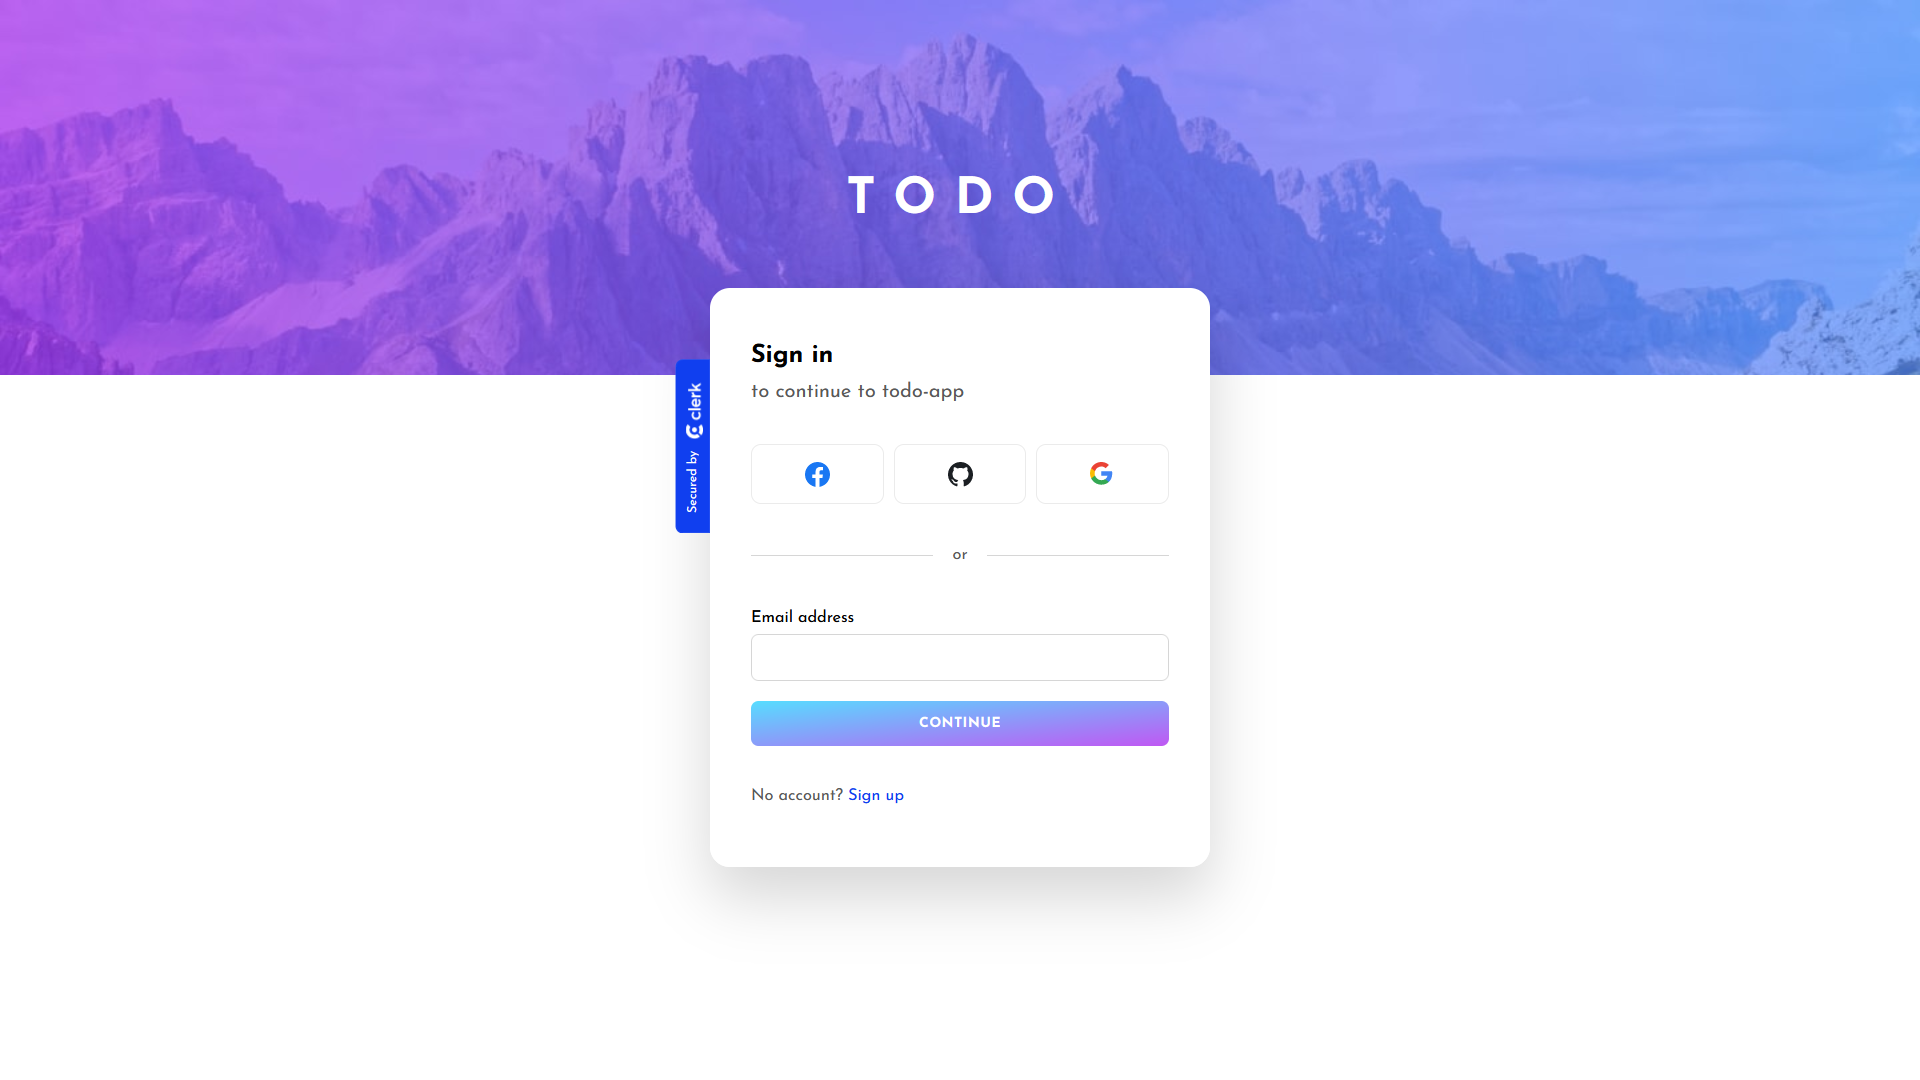 TODO
Sign in
to continue to todo-app
Secured by clerk
or
Email address
CONTINUE
No account? Sign up